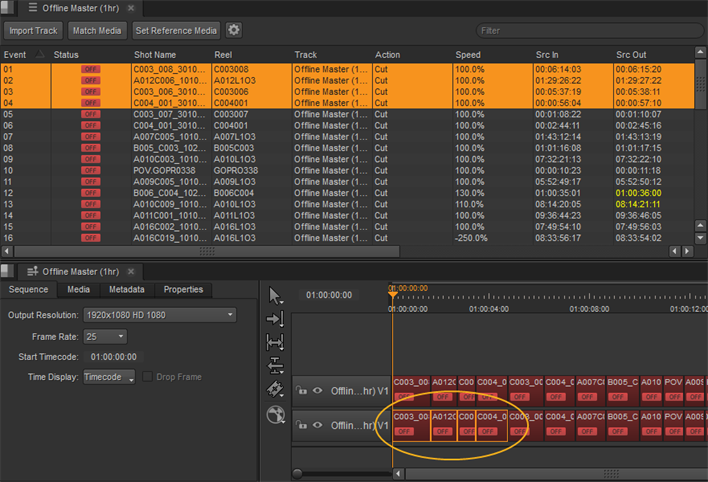 Offline Master (1hr)
Import Track Match Media Set Reference Media Filter
Event Status Shot Name Reel Track Action Speed Src In Src Out
01 OFF C003_008_3010... C003008 Offline Master (1... Cut 100.0% 00:06:14:03 00:06:15:20
02 OFF A012C006_1010... A012L1O3 Offline Master (1... Cut 100.0% 01:29:26:22 01:29:27:22
03 OFF C003_006_3010... C003006 Offline Master (1... Cut 100.0% 00:05:37:19 00:05:38:11
04 OFF C004_001_3010... C004001 Offline Master (1... Cut 100.0% 00:00:56:04 00:00:57:10
05 OFF C003_007_3010... C003007 Offline Master (1... Cut 100.0% 00:01:08:22 00:01:10:07
06 OFF C004_001_3010... C004001 Offline Master (1... Cut 100.0% 00:02:44:11 00:02:45:16
07 OFF A007C005_1010... A007L1O3 Offline Master (1... Cut 100.0% 01:43:12:14 01:43:13:19
08 OFF B005_C003_102... B005C003 Offline Master (1... Cut 100.0% 01:01:16:08 01:01:17:15
09 OFF A010C003_1010... A010L1O3 Offline Master (1... Cut 100.0% 07:32:21:13 07:32:22:10
10 OFF POV.GOPR0338 GOPRO338 Offline Master (1... Cut 100.0% 00:00:10:23 00:00:11:18
11 OFF A009C005_1010... A009L1O3 Offline Master (1... Cut 100.0% 05:52:49:17 05:52:50:12
12 OFF B006_C004_102... B006C004 Offline Master (1... Cut 130.0% 01:00:35:01 01:00:36:00
13 OFF A010C009_1010... A010L1O3 Offline Master (1... Cut 110.0% 08:14:20:05 08:14:21:11
14 OFF A011C001_1010... A011L1O3 Offline Master (1... Cut 100.0% 09:36:44:23 09:36:46:05
15 OFF A016C002_1010... A016L1O3 Offline Master (1... Cut 100.0% 07:49:54:10 07:49:56:03
16 OFF A016C019_1010... A016L1O3 Offline Master (1... Cut -250.0% 08:33:56:17 08:33:54:02
Offline Master (1hr)
Sequence Media Metadata Properties
Output Resolution: 1920x1080 HD 1080
Frame Rate: 25
Start Timecode: 01:00:00:00
Time Display: Timecode Drop Frame
01:00:00:00
01:00:00:00
01:00:00:00 01:00:04:00 01:00:08:00 01:00:12:00
Offlin...hr) V1 C003_00 A012C C00 C004_0 C003_00 C004_0 A007C0 B005_C A010 POV A009
OFF OFF OFF OFF OFF OFF OFF OFF OFF OFF OFF
Offlin...hr) V1 C003_00 A012C C00 C004_0 C003_00 C004_0 A007C0 B005_C A010 POV A009
OFF OFF OFF OFF OFF OFF OFF OFF OFF OFF OFF